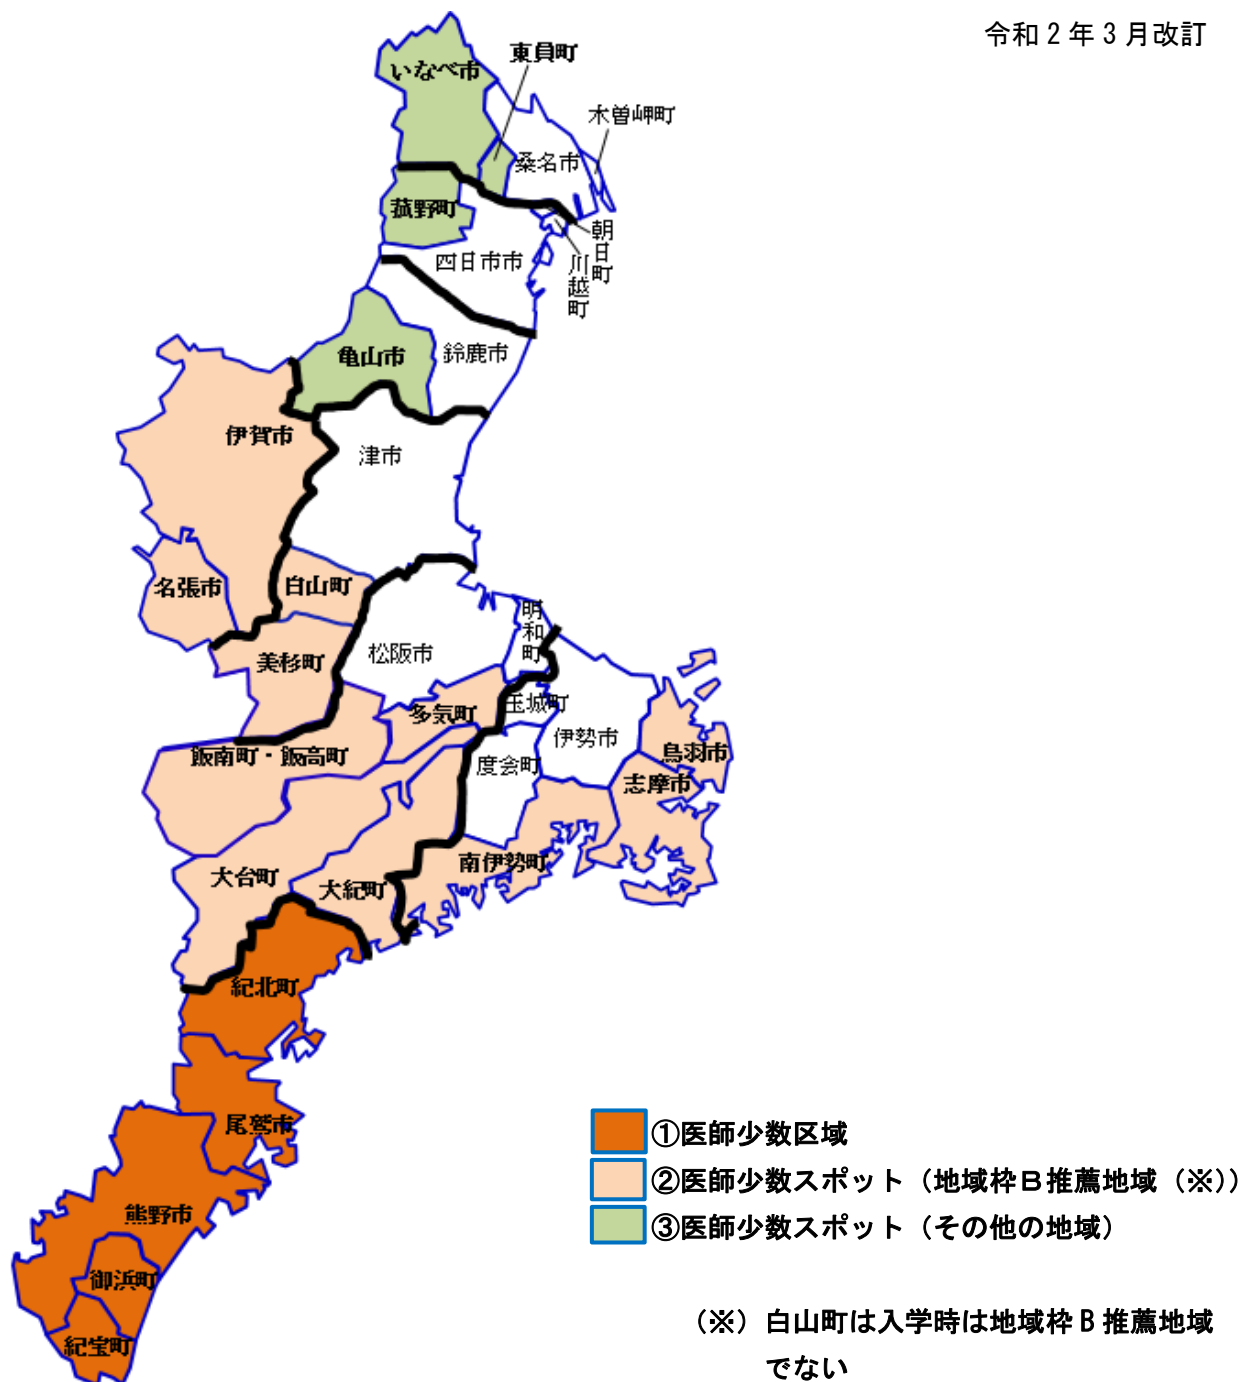 令和２年３月改訂
東員町
いなべ市
木曽岬町
桑名市
菰野町
朝日町
四日市市
川越町
亀山市
鈴鹿市
伊賀市
津市
名張市
白山町
明和町
松阪市
美杉町
玉城町
多気町
伊勢市
鳥羽市
飯南町・飯高町
度会町
志摩市
南伊勢町
大台町
大紀町
紀北町
尾鷲市
①医師少数区域
②医師少数スポット（地域枠Ｂ推薦地域（※））
熊野市
③医師少数スポット（その他の地域）
御浜町
（※）白山町は入学時は地域枠Ｂ推薦地域
紀宝町
でない